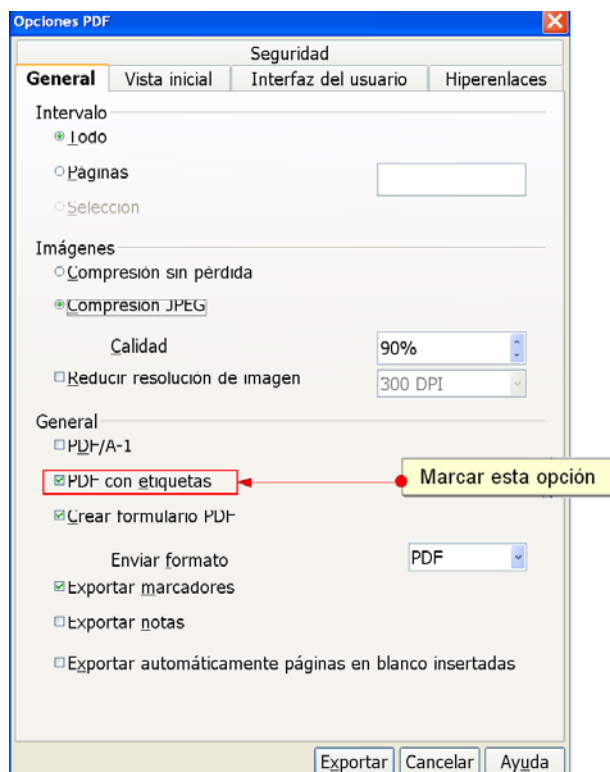 Opciones PDF
Seguridad
General Vista inicial Interfaz del usuario Hiperenlaces
Intervalo
Todo
Páginas
Selección
Imágenes
Compresión sin pérdida
Compresión JPEG
Calidad 90%
Reducir resolución de imagen 300 DPI
General
PDF/A-1
PDF con etiquetas Marcar esta opción
Crear formulario PDF
Enviar formato PDF
Exportar marcadores
Exportar notas
Exportar automáticamente páginas en blanco insertadas
Exportar Cancelar Ayuda